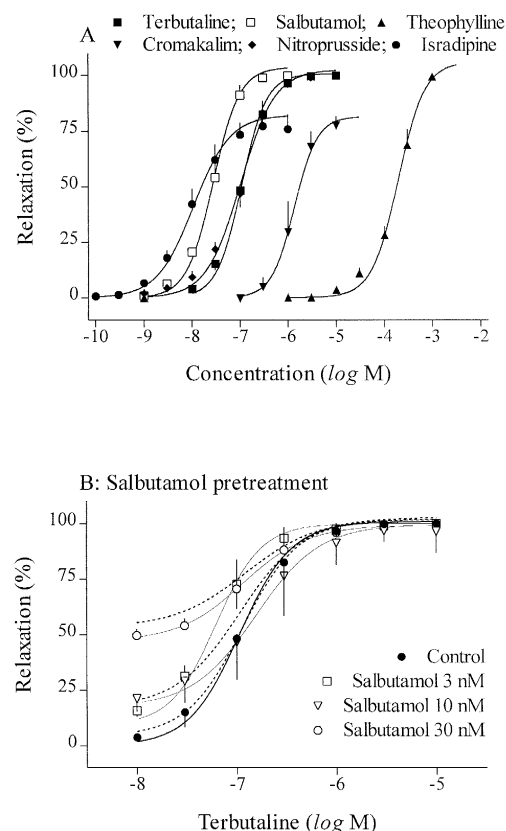 A
Terbutaline; Salbutamol; Theophylline
Cromakalim; Nitroprusside; Isradipine
100
75
50
25
0
Relaxation (%)
-10 -9 -8 -7 -6 -5 -4 -3 -2
Concentration (log M)
B: Salbutamol pretreatment
100
75
50
25
0
Relaxation (%)
Control
Salbutamol 3 nM
Salbutamol 10 nM
Salbutamol 30 nM
-8 -7 -6 -5
Terbutaline (log M)